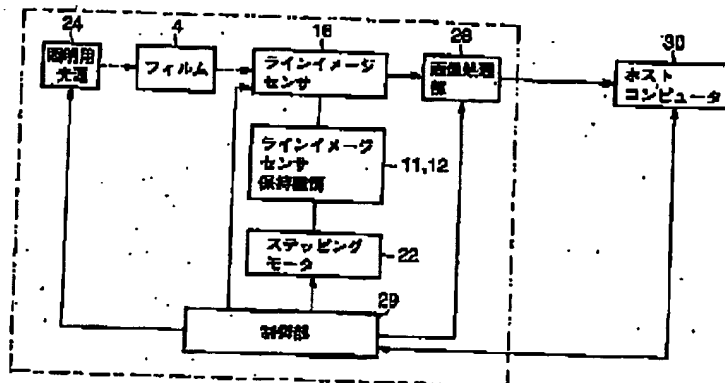 24
4
16
28
30
照明用
光源
フィルム
ラインイメージ
センサ
画像処理
部
ホスト
コンピュータ
ラインイメージ
センサ
保持機構
11,12
ステッピング
モータ
22
29
制御部